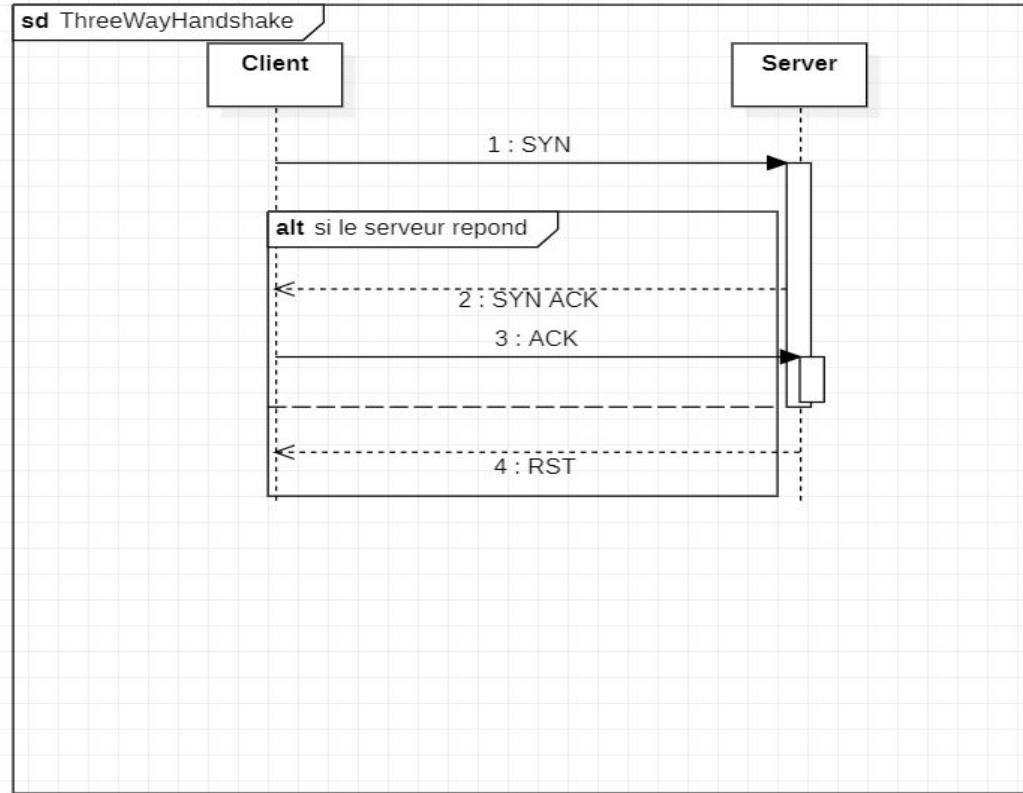 sd ThreeWayHandshake
Client
Server
1 : SYN
alt si le serveur repond
2 : SYN ACK
3 : ACK
4 : RST